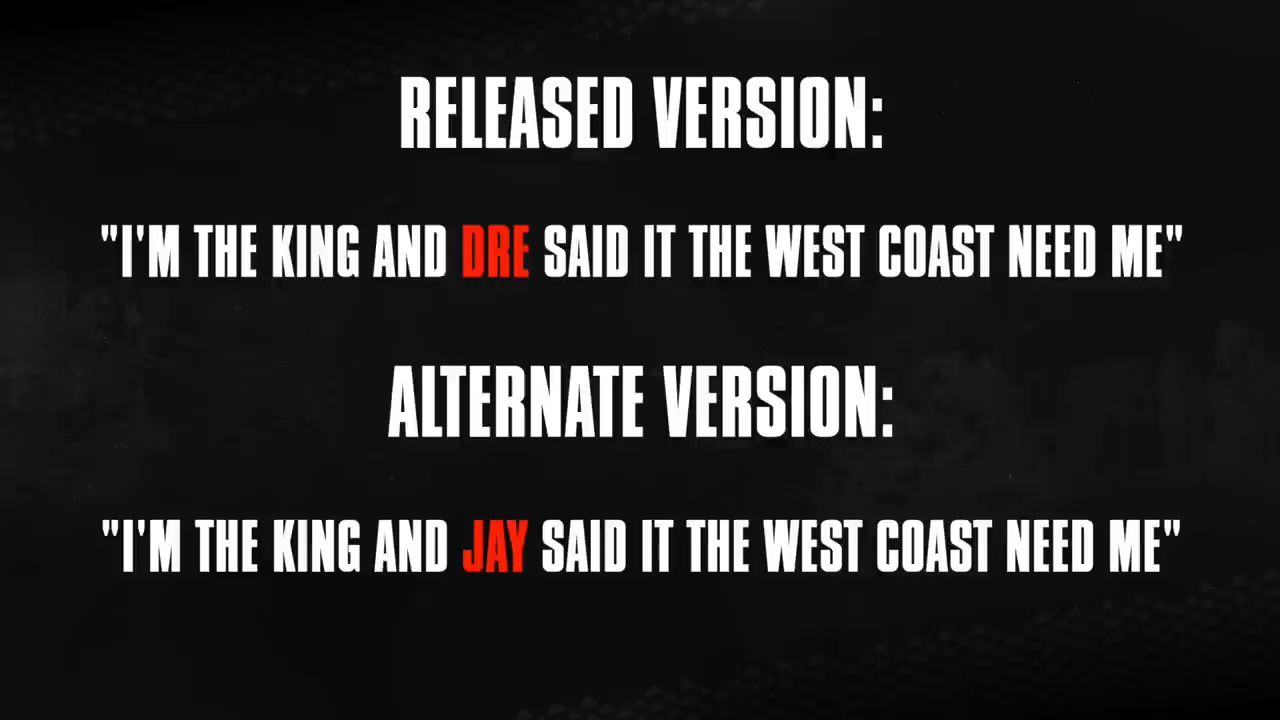 RELEASED VERSION:
"I'M THE KING AND DRE SAID IT THE WEST COAST NEED ME"
ALTERNATE VERSION:
"I'M THE KING AND JAY SAID IT THE WEST COAST NEED ME"